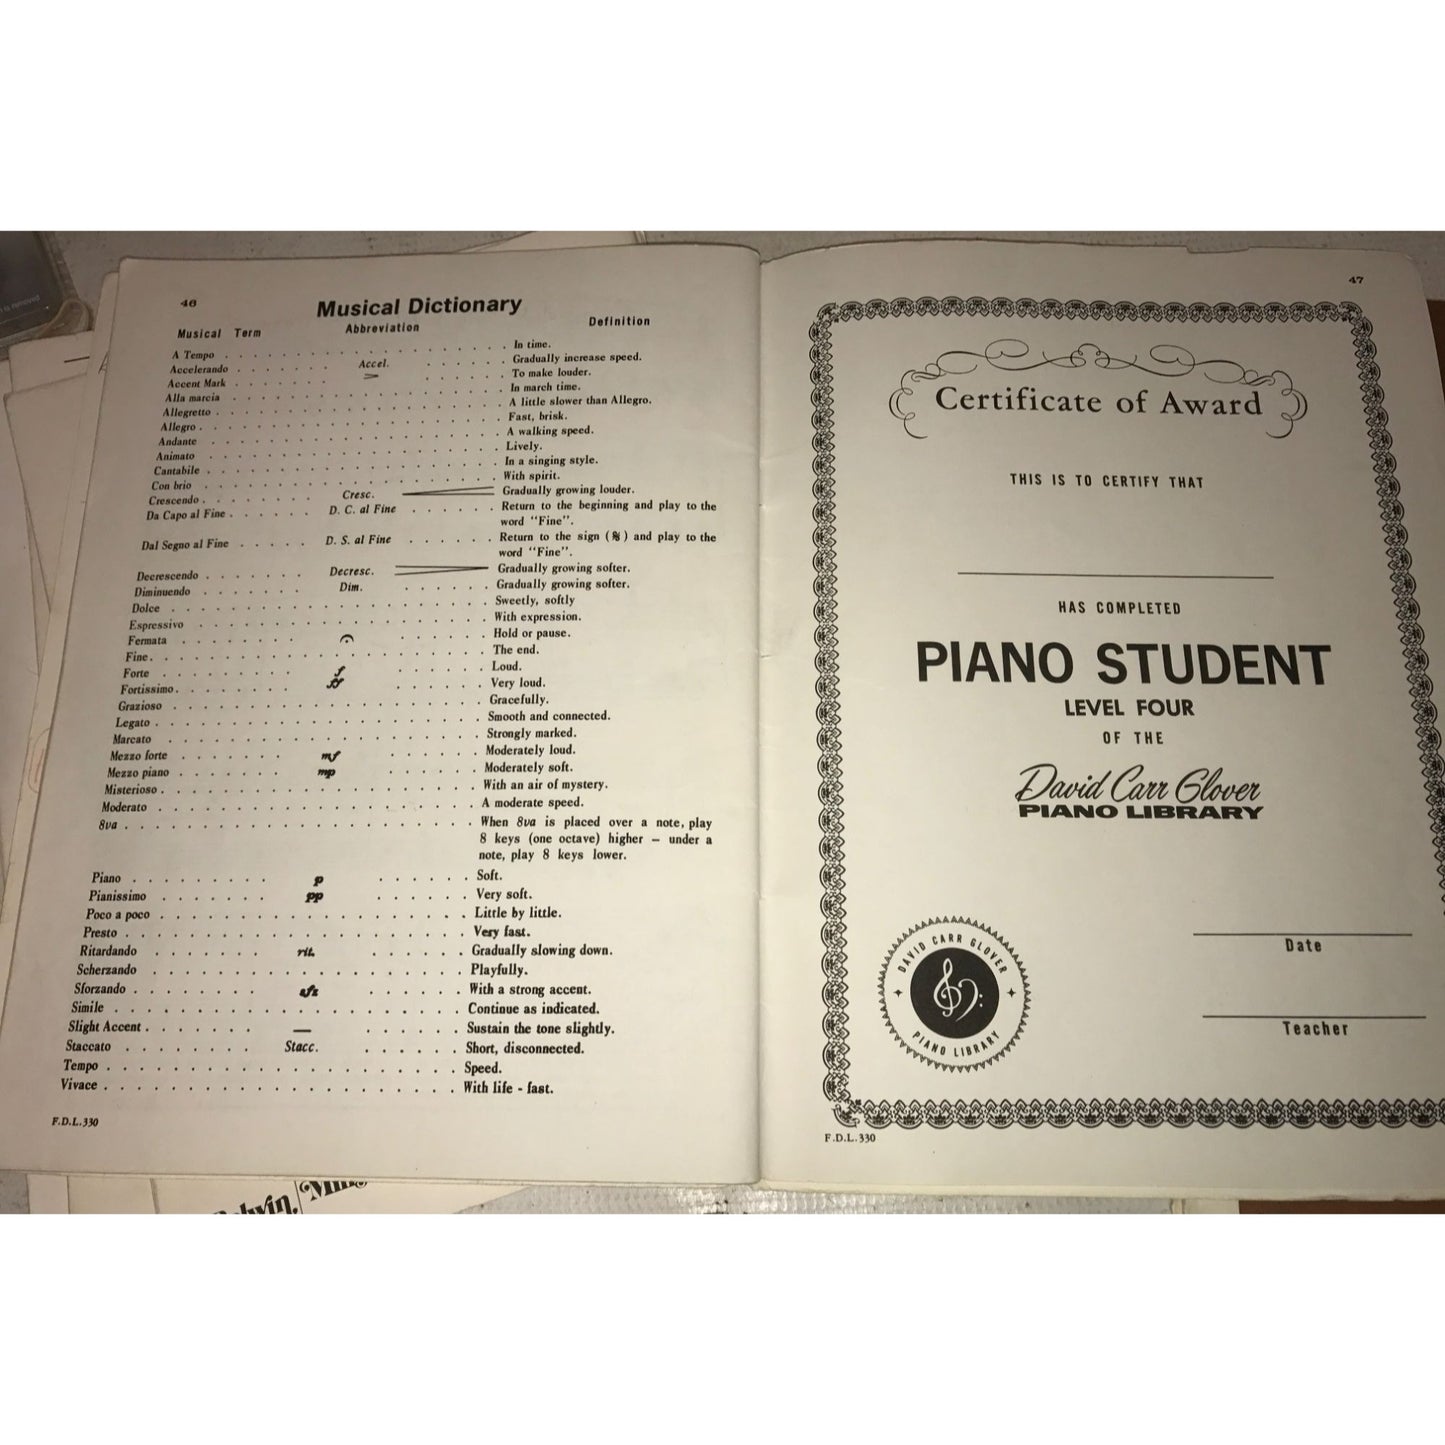 46
Musical Dictionary
Musical Term Abbreviation Definition
A Tempo . . . . . . . . . . . . . . . . . . In time.
Accelerando . . . . . . Accel. . . . . . Gradually increase speed.
Accent Mark . . . . . . > . . . . . To make louder.
Alla marcia . . . . . . . . . . . . . . . . . . In march time.
Allegretto . . . . . . . . . . . . . . . . . . A little slower than Allegro.
Allegro . . . . . . . . . . . . . . . . . . Fast, brisk.
Andante . . . . . . . . . . . . . . . . . . A walking speed.
Animato . . . . . . . . . . . . . . . . . . Lively.
Cantabile . . . . . . . . . . . . . . . . . . In a singing style.
Con brio . . . . . . . . . . . . . . . . . . With spirit.
Crescendo . . . . . . Cresc. Gradually growing louder.
Da Capo al Fine . . . . . . D. C. al Fine . . . . . . Return to the beginning and play to the
word "Fine".
Dal Segno al Fine . . . . . D. S. al Fine . . . . . . Return to the sign (𝄋) and play to the
word "Fine".
Decrescendo . . . . . . Decresc. Gradually growing softer.
Diminuendo . . . . . . Dim. . . . . . Gradually growing softer.
Dolce . . . . . . . . . . . . . . . . . . Sweetly, softly
Espressivo . . . . . . . . . . . . . . . . . . With expression.
Fermata . . . . . . . 𝄐 . . . . . Hold or pause.
Fine . . . . . . . . . . . . . . . . . . The end.
Forte . . . . . . . f . . . . . Loud.
Fortissimo . . . . . . . ff . . . . . Very loud.
Grazioso . . . . . . . . . . . . . . . . . . Gracefully.
Legato . . . . . . . . . . . . . . . . . . Smooth and connected.
Marcato . . . . . . . . . . . . . . . . . . Strongly marked.
Mezzo forte . . . . . . . mf . . . . . Moderately loud.
Mezzo piano . . . . . . . mp . . . . . Moderately soft.
Misterioso . . . . . . . . . . . . . . . . . . With an air of mystery.
Moderato . . . . . . . . . . . . . . . . . . A moderate speed.
8va . . . . . . . . . . . . . . . . . . When 8va is placed over a note, play
8 keys (one octave) higher – under a
note, play 8 keys lower.
Piano . . . . . . . . p . . . . . Soft.
Pianissimo . . . . . . pp . . . . . Very soft.
Poco a poco . . . . . . . . . . . . . . . . . Little by little.
Presto . . . . . . . . . . . . . . . . . . Very fast.
Ritardando . . . . . . rit. . . . . . Gradually slowing down.
Scherzando . . . . . . . . . . . . . . . . . Playfully.
Sforzando . . . . . . . sfz . . . . . With a strong accent.
Simile . . . . . . . . . . . . . . . . . . Continue as indicated.
Slight Accent . . . . . . — . . . . . Sustain the tone slightly.
Staccato . . . . . . . Stacc. . . . . . Short, disconnected.
Tempo . . . . . . . . . . . . . . . . . . Speed.
Vivace . . . . . . . . . . . . . . . . . . With life - fast.
F.D.L.330
47
Certificate of Award
THIS IS TO CERTIFY THAT
HAS COMPLETED
PIANO STUDENT
LEVEL FOUR
OF THE
David Carr Glover
PIANO LIBRARY
Date
Teacher
DAVID CARR GLOVER
PIANO LIBRARY
F.D.L.330
is removed